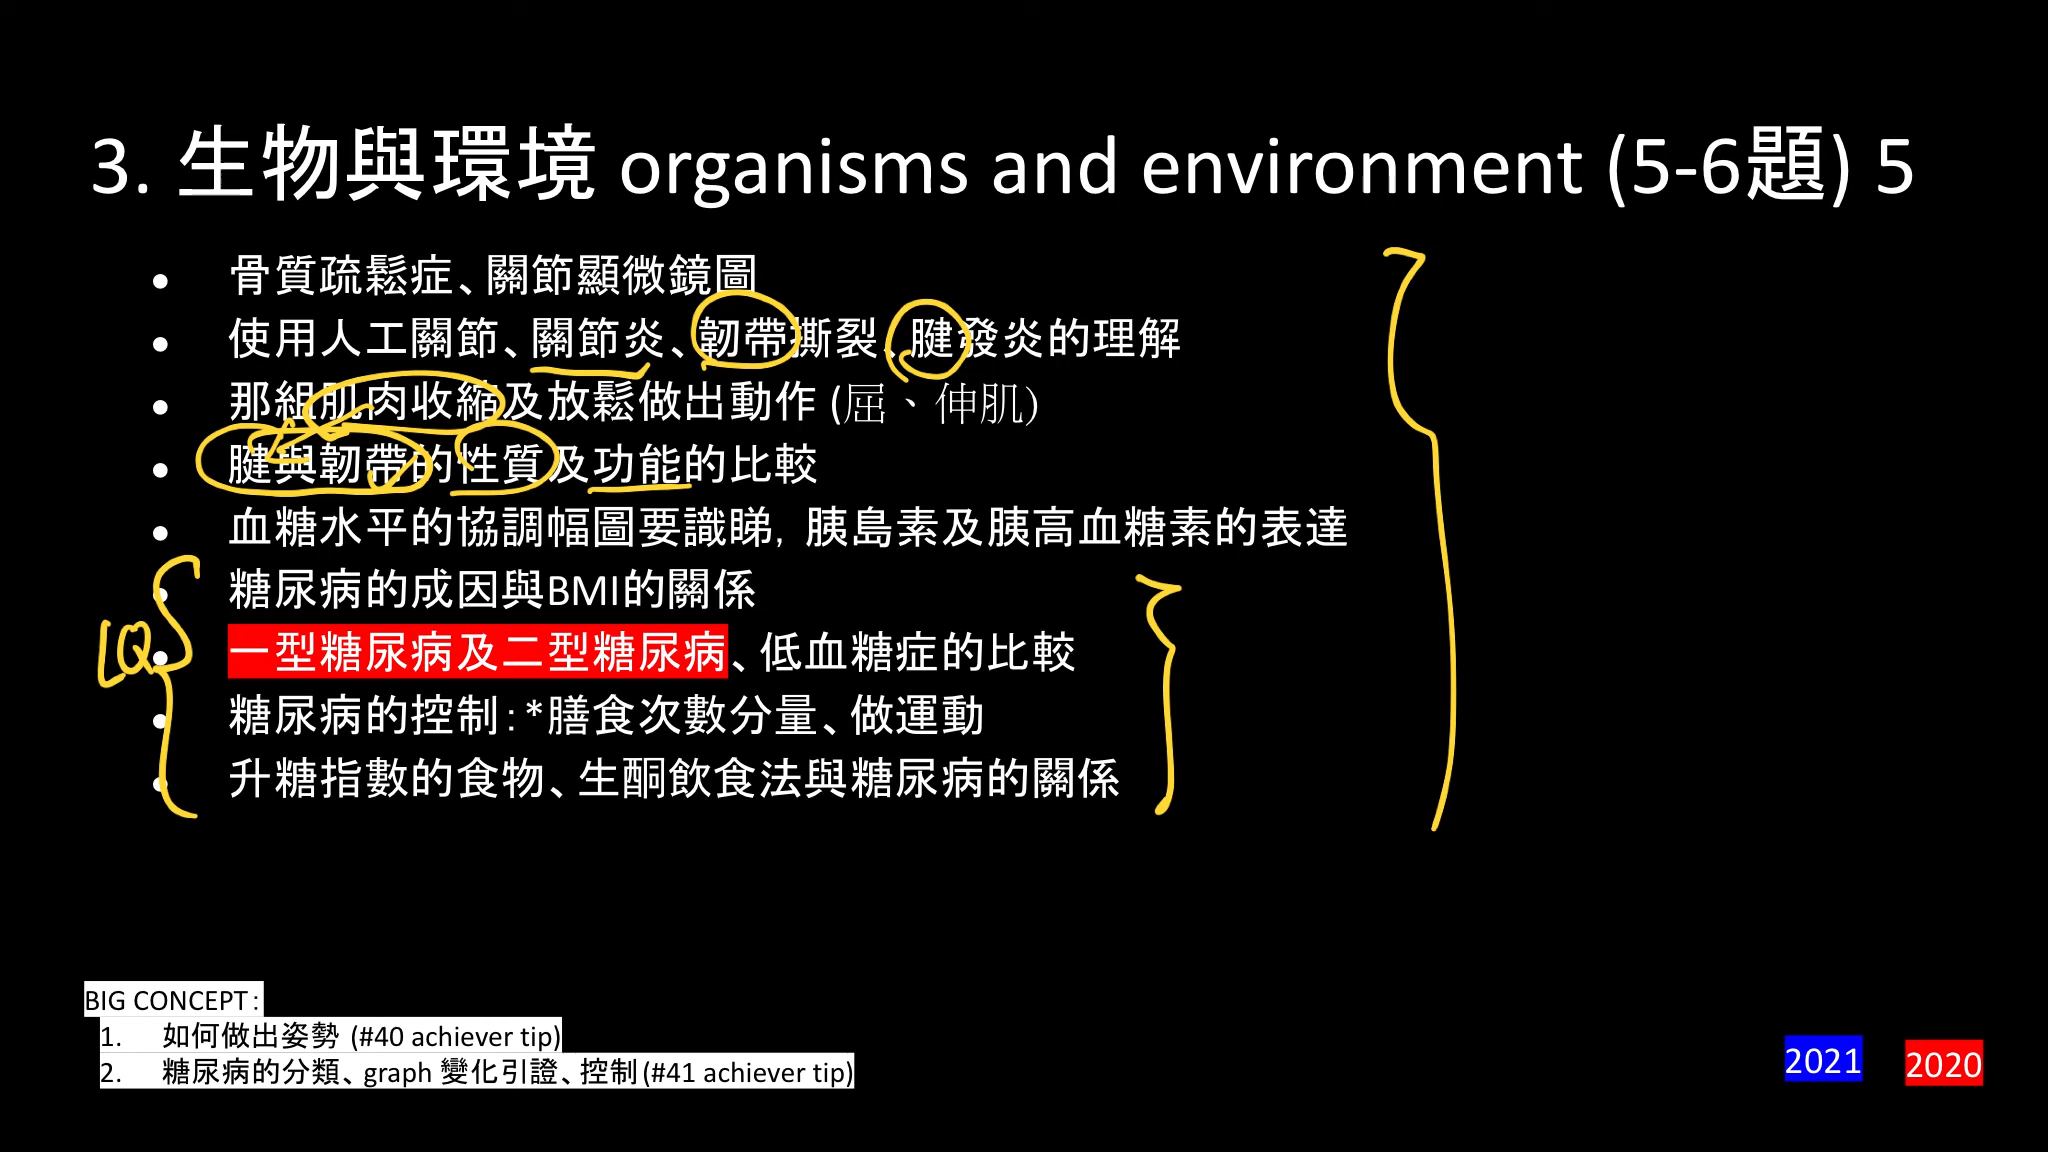 3. 生物與環境 organisms and environment (5-6題) 5
● 骨質疏鬆症、關節顯微鏡圖
● 使用人工關節、關節炎、韌帶撕裂、腱發炎的理解
● 那組肌肉收縮及放鬆做出動作 (屈、伸肌)
● 腱與韌帶的性質及功能的比較
● 血糖水平的協調幅圖要識睇，胰島素及胰高血糖素的表達
● 糖尿病的成因與BMI的關係
LQ
● 一型糖尿病及二型糖尿病、低血糖症的比較
● 糖尿病的控制：*膳食次數分量、做運動
● 升糖指數的食物、生酮飲食法與糖尿病的關係
BIG CONCEPT：
1. 如何做出姿勢 (#40 achiever tip)
2. 糖尿病的分類、graph 變化引證、控制 (#41 achiever tip)
2021 2020